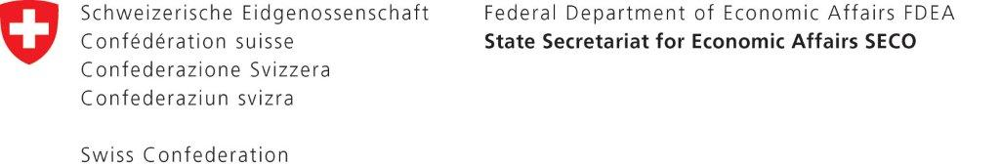 Schweizerische Eidgenossenschaft
Confédération suisse
Confederazione Svizzera
Confederaziun svizra
Swiss Confederation
Federal Department of Economic Affairs FDEA
State Secretariat for Economic Affairs SECO